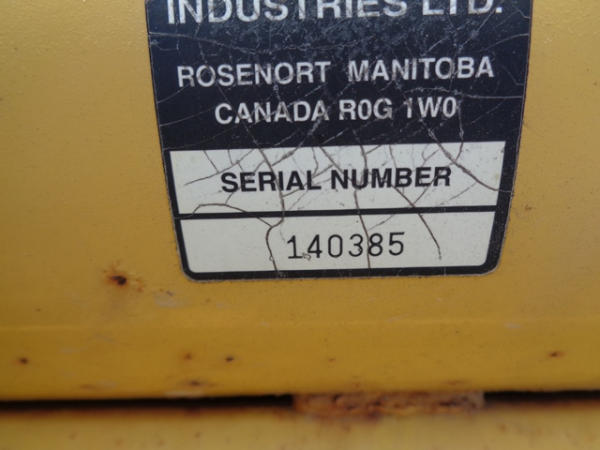 INDUSTRIES LTD.
ROSENORT MANITOBA
CANADA R0G 1W0
SERIAL NUMBER
140385